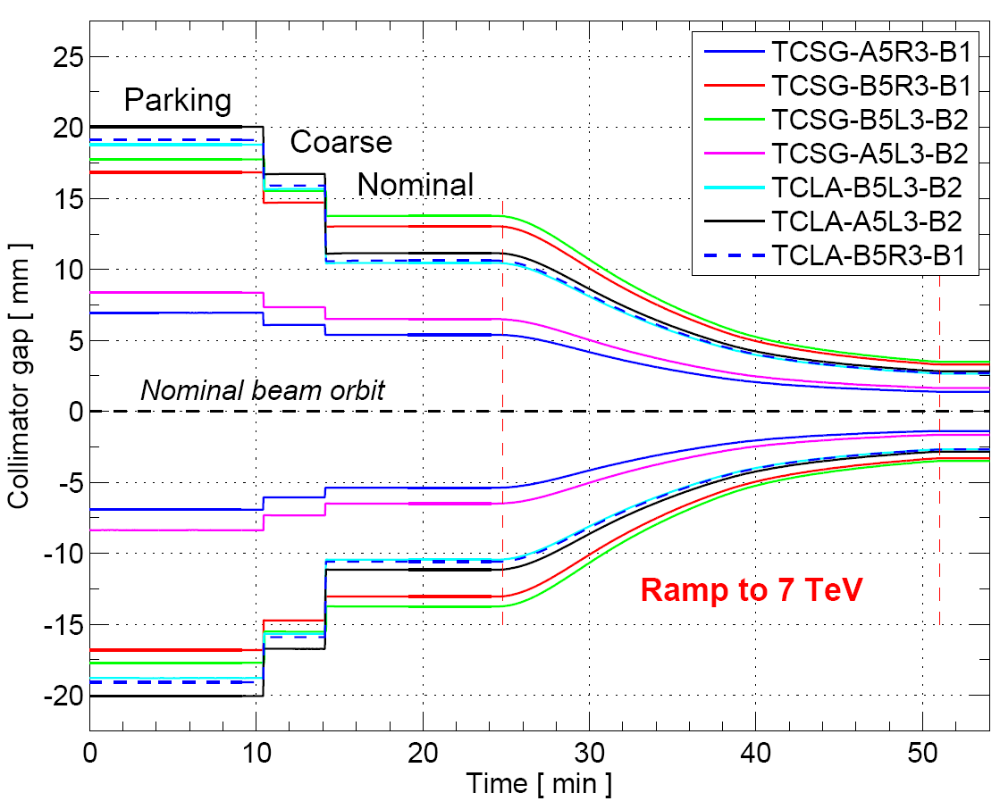 25
20
15
10
5
0
-5
-10
-15
-20
Collimator gap [ mm ]
Parking
Coarse
Nominal
Nominal beam orbit
Ramp to 7 TeV
TCSG-A5R3-B1
TCSG-B5R3-B1
TCSG-B5L3-B2
TCSG-A5L3-B2
TCLA-B5L3-B2
TCLA-A5L3-B2
TCLA-B5R3-B1
0 10 20 30 40 50
Time [ min ]